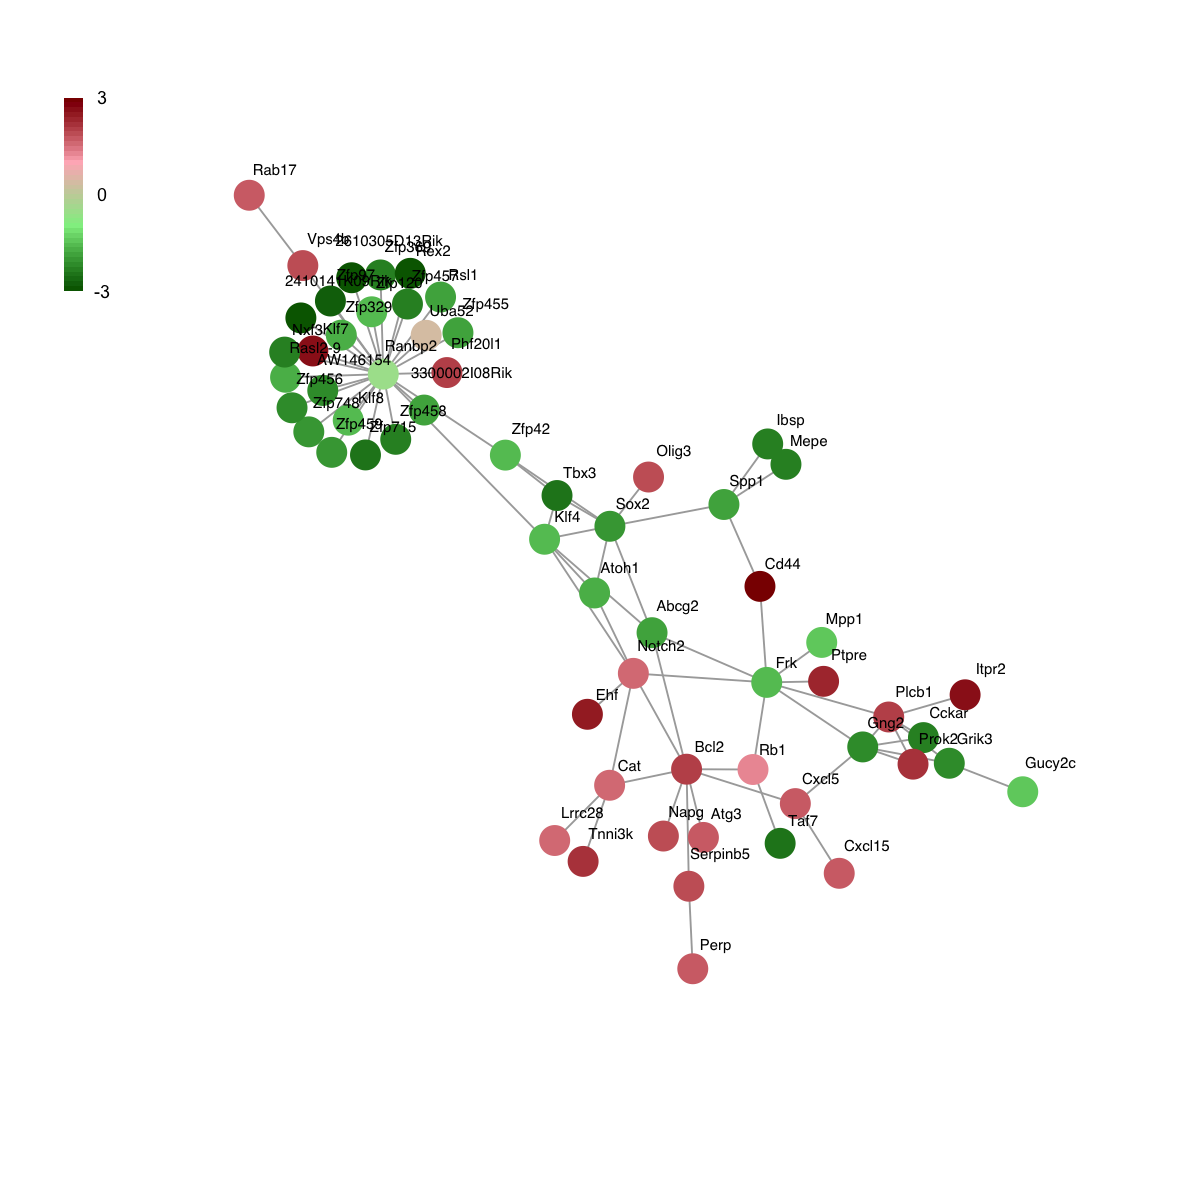 3
0
-3
Rab17
Vps4b
2610305D13Rik
Zfp369
Rex2
Zfp97
Zfp120
Zfp457
Rsl1
2410141K09Rik
Zfp329
Uba52
Zfp455
Nxf3
Klf7
Ranbp2
Phf20l1
Rasl2-9
AW146154
3300002I08Rik
Zfp456
Klf8
Zfp748
Zfp458
Zfp459
Zfp715
Zfp42
Ibsp
Mepe
Olig3
Tbx3
Spp1
Sox2
Klf4
Cd44
Atoh1
Abcg2
Mpp1
Notch2
Ptpre
Frk
Itpr2
Ehf
Plcb1
Cckar
Gng2
Prok2
Grik3
Bcl2
Rb1
Gucy2c
Cat
Cxcl5
Lrrc28
Napg
Atg3
Taf7
Tnni3k
Cxcl15
Serpinb5
Perp